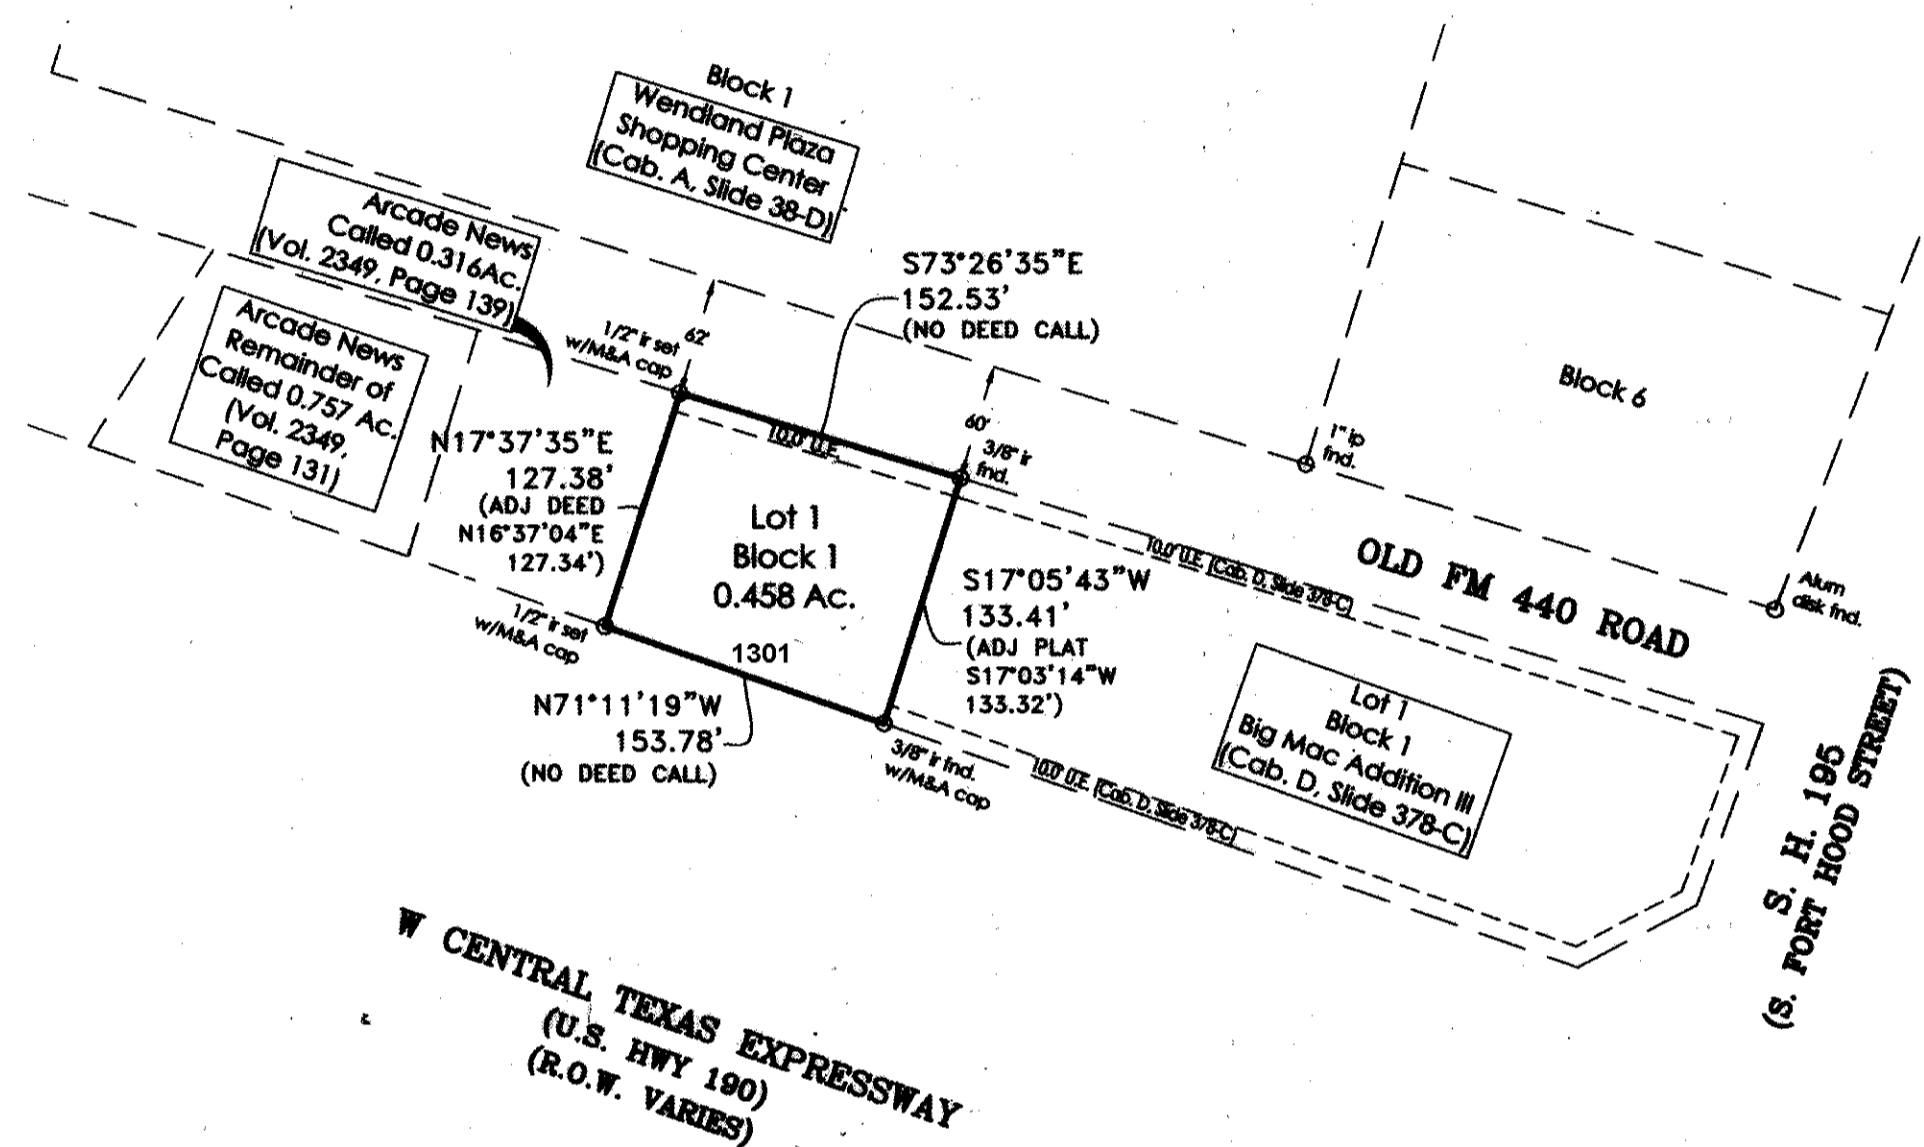 Block 1
Wendland Plaza
Shopping Center
(Cab. A, Slide 38-D)
Arcade News
Called 0.316Ac.
(Vol. 2349, Page 139)
Arcade News
Remainder of
Called 0.757 Ac.
(Vol. 2349,
Page 131)
S73°26'35"E
152.53'
(NO DEED CALL)
1/2" ir set
w/M&A cap
62'
60'
3/8" ir
fnd.
1" ip
fnd.
Block 6
N17°37'35"E
127.38'
(ADJ DEED
N16°37'04"E
127.34')
10.0' U.E.
Lot 1
Block 1
0.458 Ac.
1301
S17°05'43"W
133.41'
(ADJ PLAT
S17°03'14"W
133.32')
10.0' U.E. (Cab. D, Slide 378-C)
OLD FM 440 ROAD
Alum
disk fnd.
1/2" ir set
w/M&A cap
N71°11'19"W
153.78'
(NO DEED CALL)
3/8" ir fnd.
w/M&A cap
10.0' U.E. (Cab. D, Slide 378-C)
Lot 1
Block 1
Big Mac Addition III
(Cab. D, Slide 378-C)
S. H. 195
(S. FORT HOOD STREET)
W CENTRAL TEXAS EXPRESSWAY
(U.S. HWY 190)
(R.O.W. VARIES)